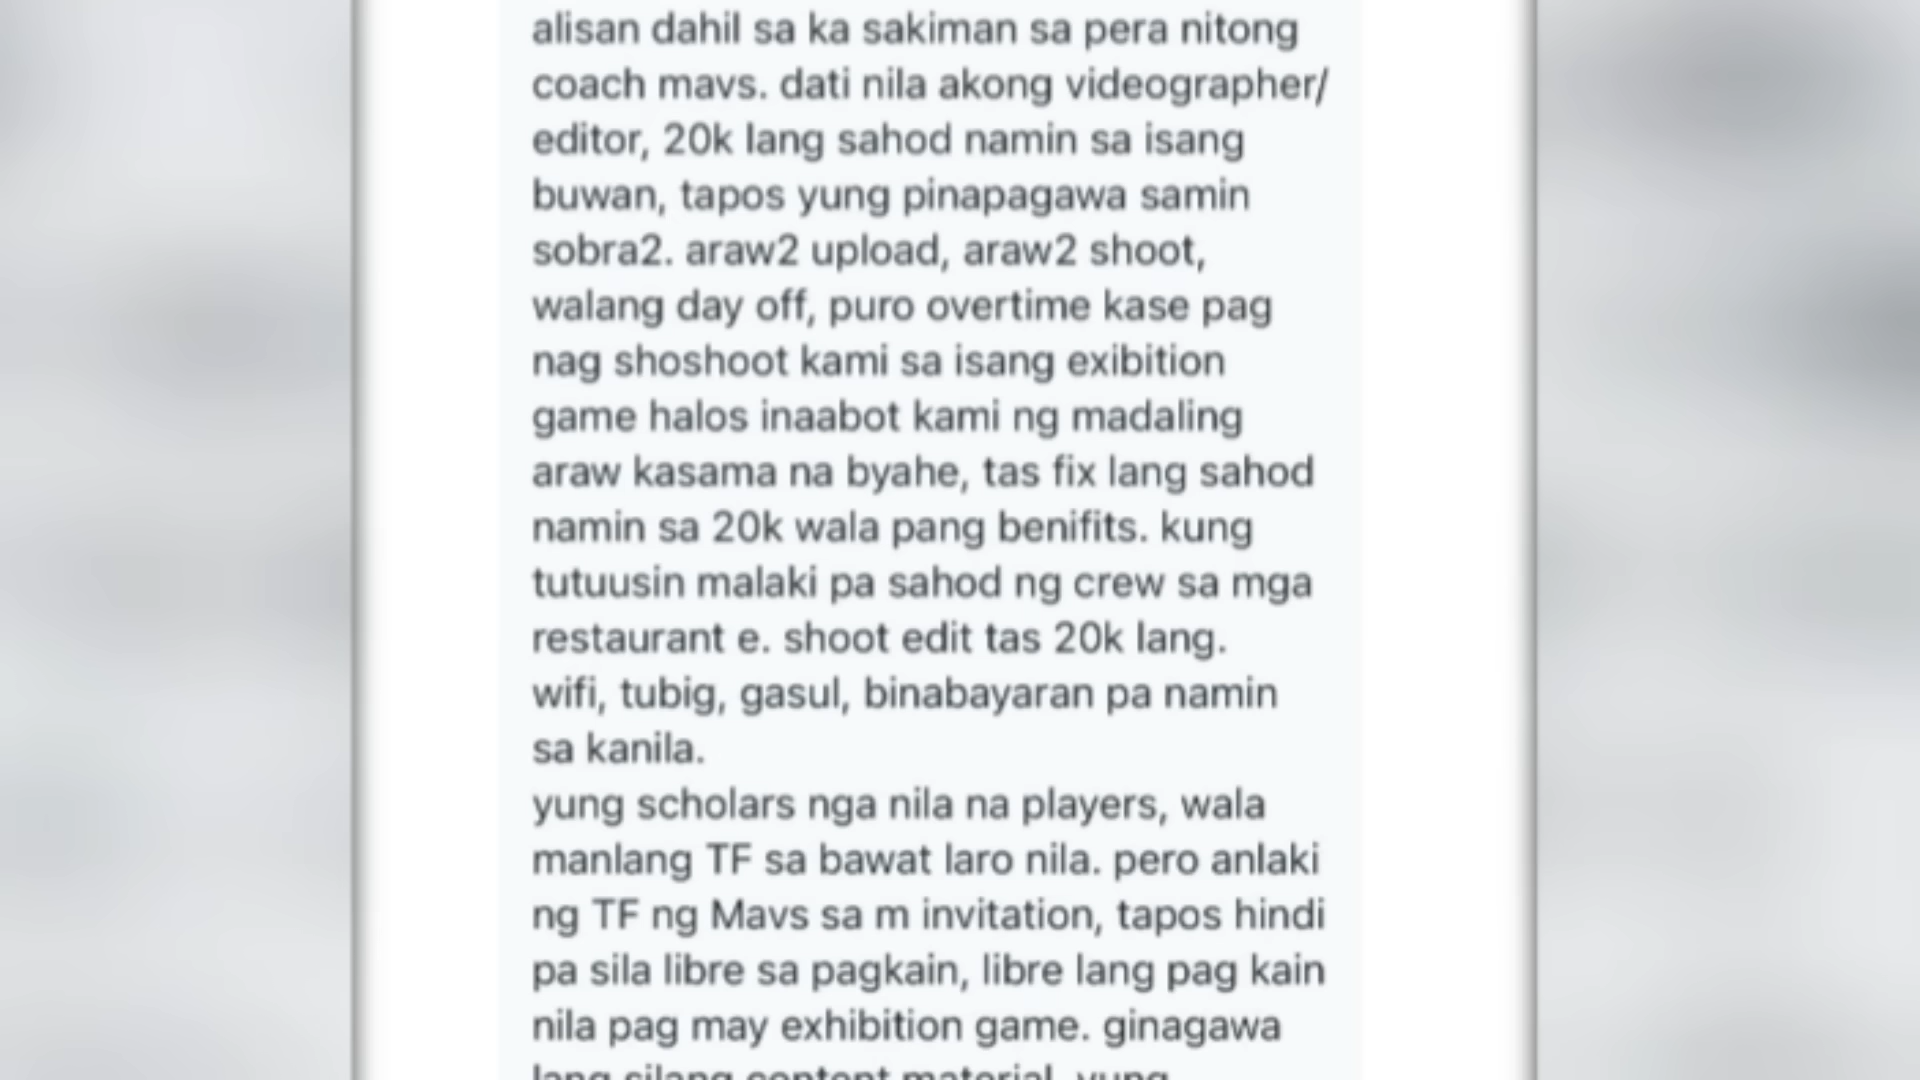 alisan dahil sa ka sakiman sa pera nitong
coach mavs. dati nila akong videographer/
editor, 20k lang sahod namin sa isang
buwan, tapos yung pinapagawa samin
sobra2. araw2 upload, araw2 shoot,
walang day off, puro overtime kase pag
nag shoshoot kami sa isang exibition
game halos inaabot kami ng madaling
araw kasama na byahe, tas fix lang sahod
namin sa 20k wala pang benifits. kung
tutuusin malaki pa sahod ng crew sa mga
restaurant e. shoot edit tas 20k lang.
wifi, tubig, gasul, binabayaran pa namin
sa kanila.
yung scholars nga nila na players, wala
manlang TF sa bawat laro nila. pero anlaki
ng TF ng Mavs sa m invitation, tapos hindi
pa sila libre sa pagkain, libre lang pag kain
nila pag may exhibition game. ginagawa
lang silang content material. yung